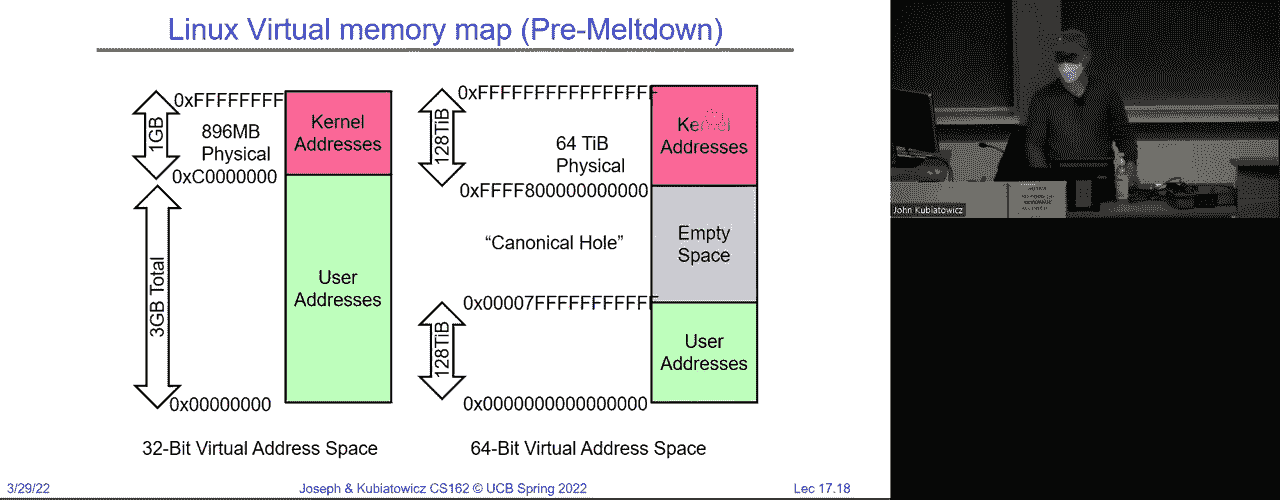 Linux Virtual memory map (Pre-Meltdown)
0xFFFFFFFF
1GB
896MB
Physical
Kernel
Addresses
0xC0000000
3GB Total
User
Addresses
0x00000000
32-Bit Virtual Address Space
0xFFFFFFFFFFFFFFFF
128TiB
64 TiB
Physical
Kernel
Addresses
0xFFFF800000000000
"Canonical Hole"
Empty
Space
0x00007FFFFFFFFFFF
128TiB
User
Addresses
0x0000000000000000
64-Bit Virtual Address Space
3/29/22
Joseph & Kubiatowicz CS162 © UCB Spring 2022
Lec 17.18
John Kubiatowicz